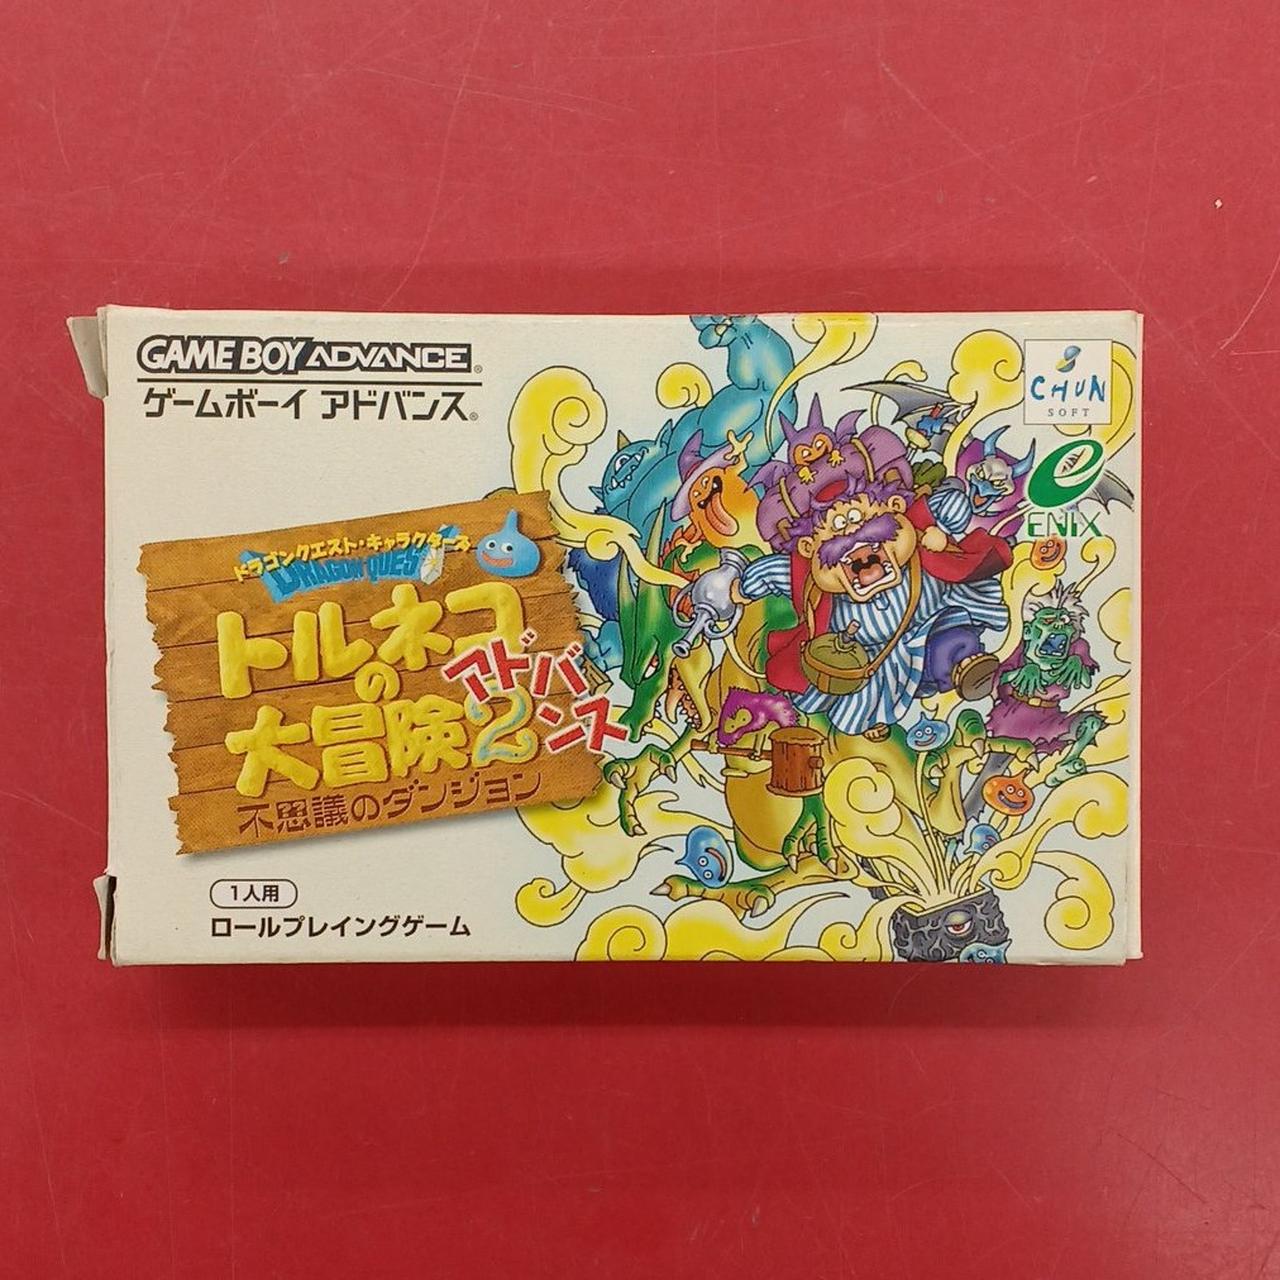 GAME BOY ADVANCE
ゲームボーイ アドバンス
CHUN
SOFT
ENIX
ドラゴンクエスト・キャラクターズ
DRAGON QUEST
トルネコ
の
大冒険2
アドバンス
不思議のダンジョン
1人用
ロールプレイングゲーム